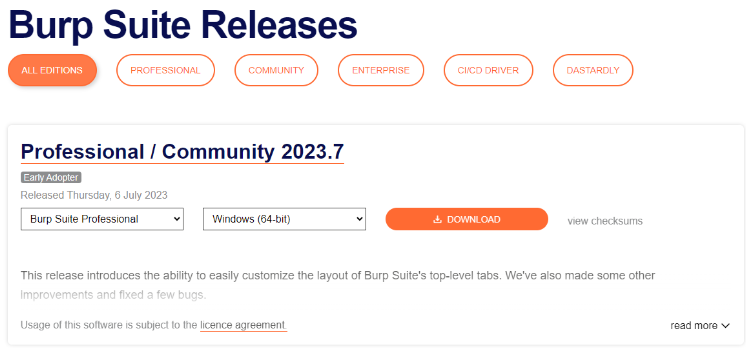 Burp Suite Releases
ALL EDITIONS PROFESSIONAL COMMUNITY ENTERPRISE CI/CD DRIVER DASTARDLY
Professional / Community 2023.7
Early Adopter
Released Thursday, 6 July 2023
Burp Suite Professional Windows (64-bit) DOWNLOAD view checksums
This release introduces the ability to easily customize the layout of Burp Suite's top-level tabs. We've also made some other
improvements and fixed a few bugs.
Usage of this software is subject to the licence agreement. read more